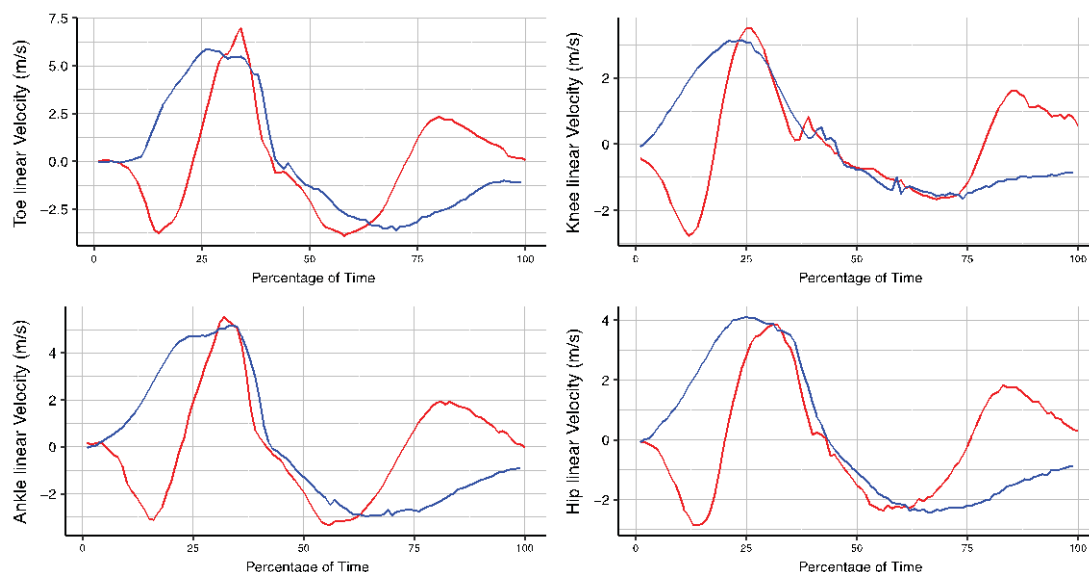 Toe linear Velocity (m/s)
7.5
5.0
2.5
0.0
−2.5
0 25 50 75 100
Percentage of Time
Knee linear Velocity (m/s)
2
0
−2
0 25 50 75 100
Percentage of Time
Ankle linear Velocity (m/s)
4
2
0
−2
0 25 50 75 100
Percentage of Time
Hip linear Velocity (m/s)
4
2
0
−2
0 25 50 75 100
Percentage of Time